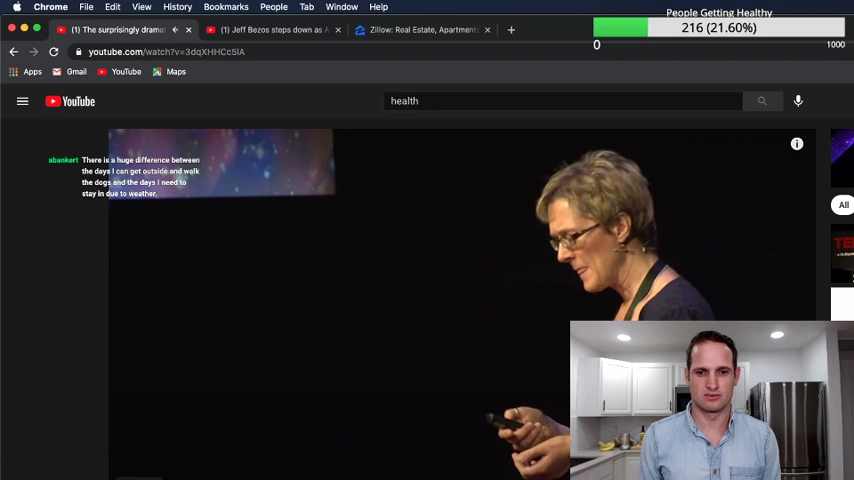 Chrome File Edit View History Bookmarks People Tab Window Help
People Getting Healthy
216 (21.60%)
0 1000
(1) The surprisingly dramat
(1) Jeff Bezos steps down as A
Zillow: Real Estate, Apartment
youtube.com/watch?v=3dqXHHCc5lA
Apps Gmail YouTube Maps
YouTube
health
i
abankert There is a huge difference between
the days I can get outside and walk
the dogs and the days I need to
stay in due to weather.
All